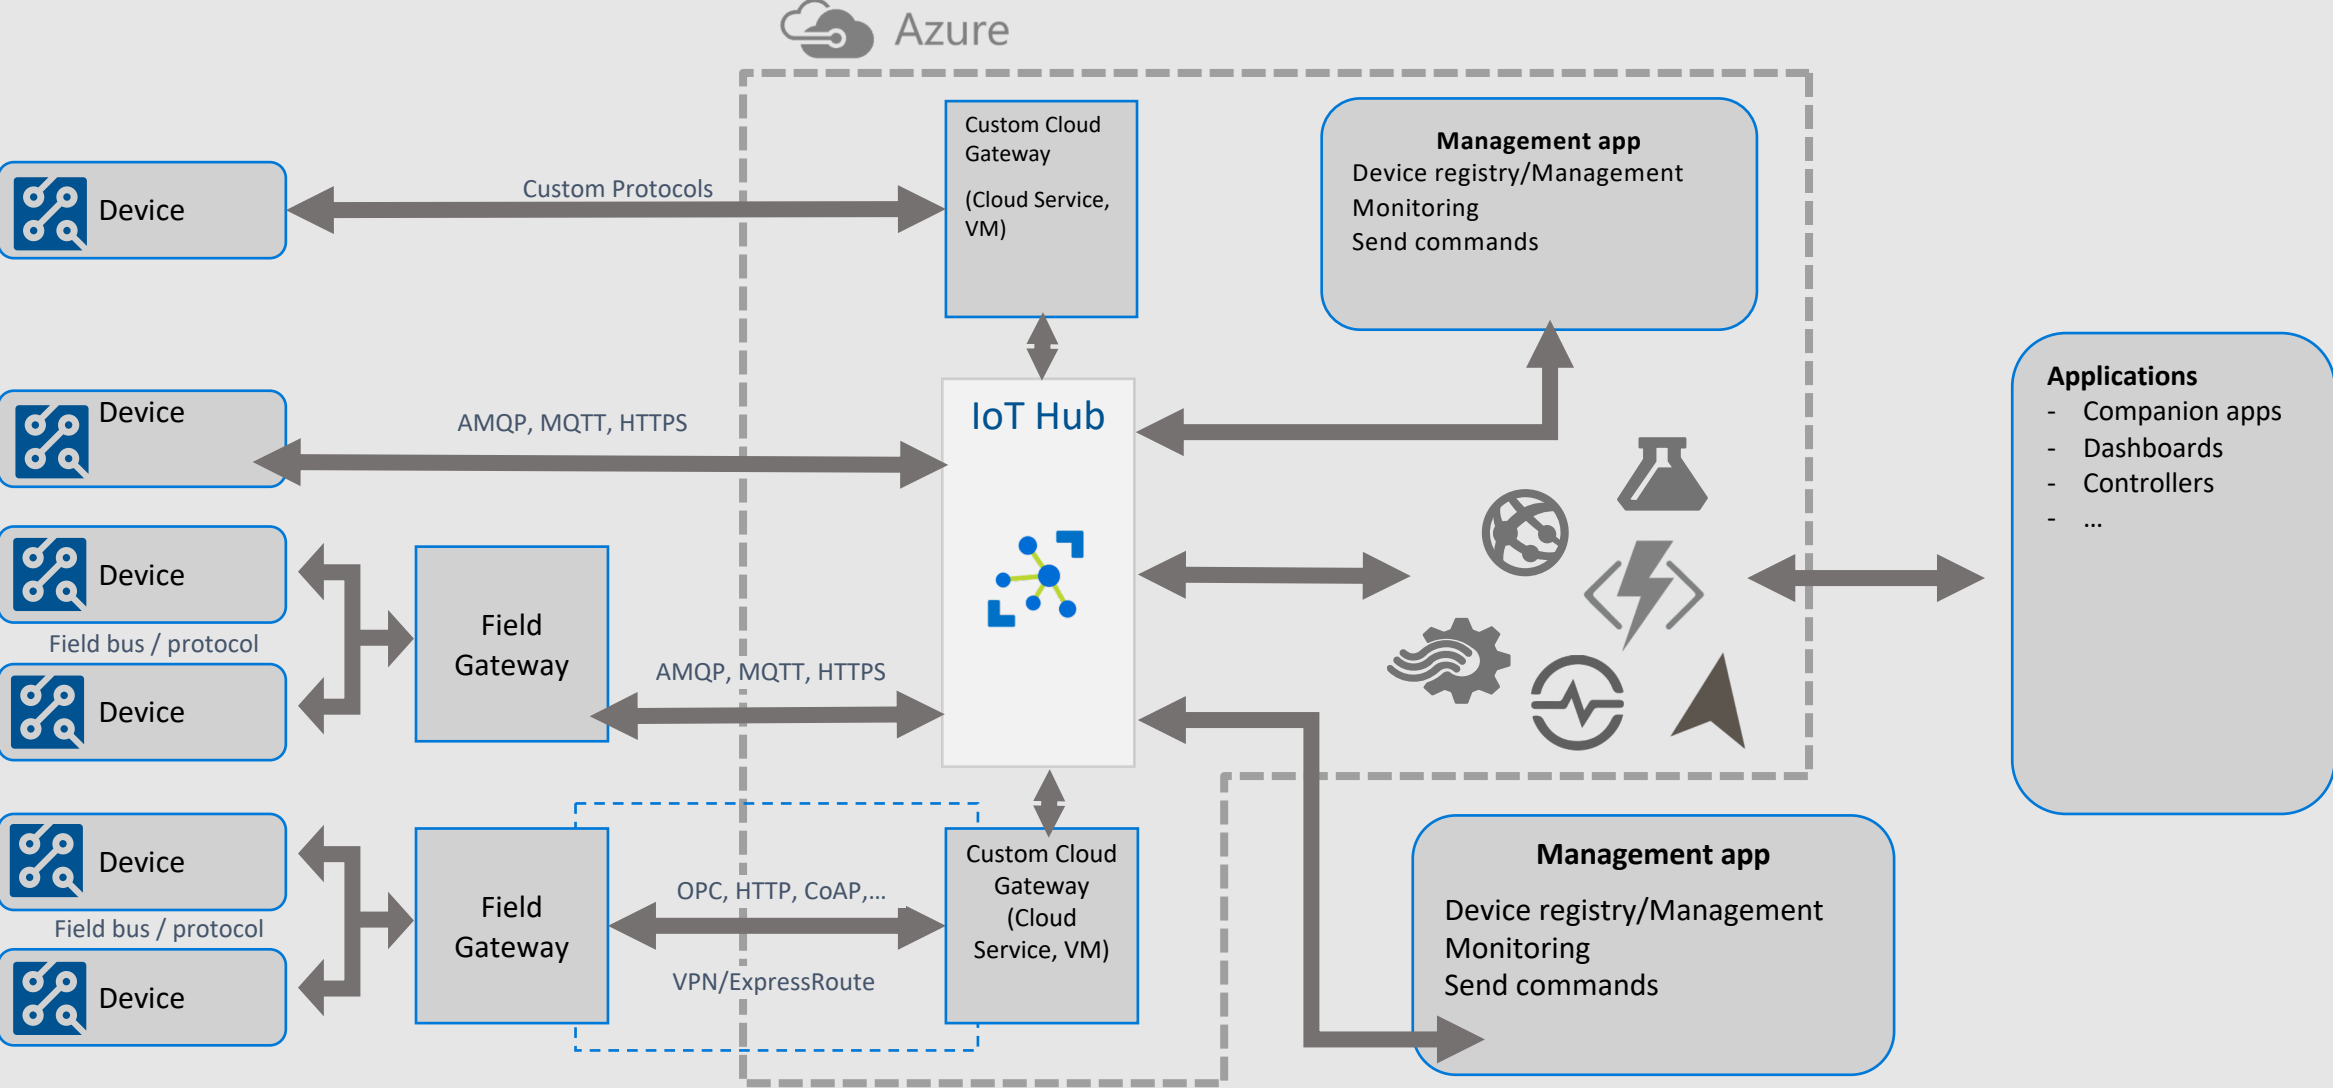 Azure
Custom Cloud
Gateway
(Cloud Service,
VM)
Management app
Device registry/Management
Monitoring
Send commands
Device
Custom Protocols
Applications
- Companion apps
- Dashboards
- Controllers
- ...
Device
AMQP, MQTT, HTTPS
IoT Hub
Device
Field bus / protocol
Device
Field
Gateway
AMQP, MQTT, HTTPS
Device
Field bus / protocol
Device
Field
Gateway
OPC, HTTP, CoAP,...
VPN/ExpressRoute
Custom Cloud
Gateway
(Cloud
Service, VM)
Management app
Device registry/Management
Monitoring
Send commands